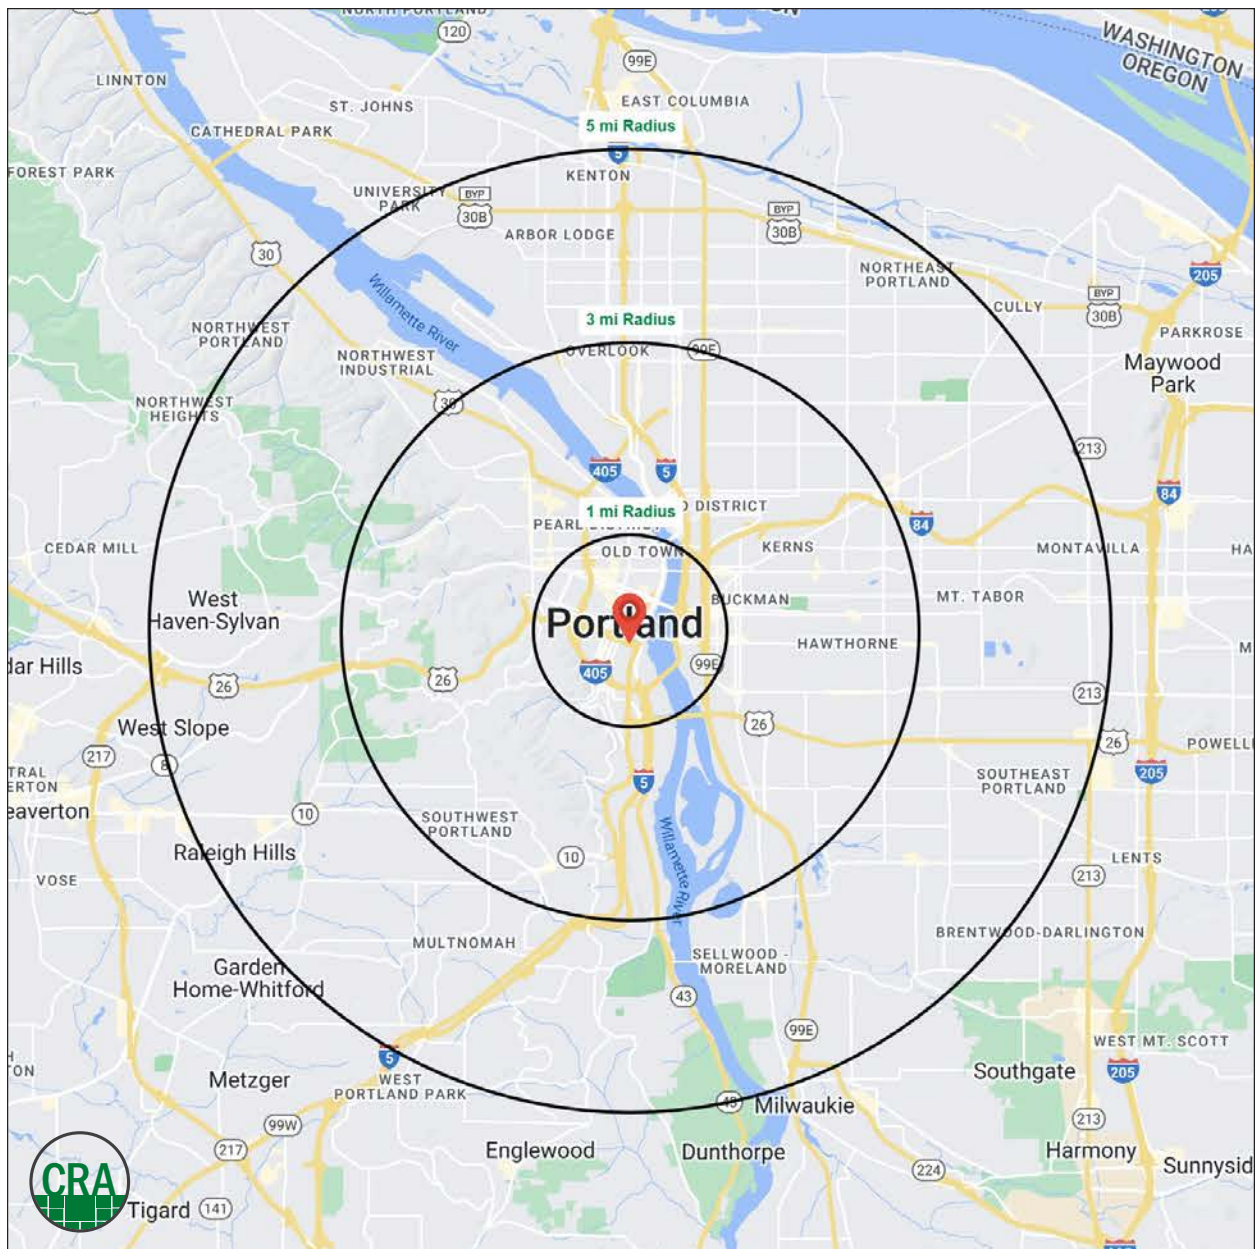 NORTH PORTLAND
120
99E
WASHINGTON
OREGON
LINNTON
ST. JOHNS
EAST COLUMBIA
5 mi Radius
CATHEDRAL PARK
5
FOREST PARK
KENTON
UNIVERSITY
PARK
BYP
30B
BYP
30B
ARBOR LODGE
30
NORTHEAST
PORTLAND
205
Willamette River
CULLY
BYP
30B
3 mi Radius
NORTHWEST
PORTLAND
PARKROSE
OVERLOOK
99E
NORTHWEST
INDUSTRIAL
Maywood
Park
NORTHWEST
HEIGHTS
30
213
405
5
84
1 mi Radius
PEARL DISTRICT
D DISTRICT
84
CEDAR MILL
OLD TOWN
KERNS
MONTAVILLA
HA
West
Haven-Sylvan
BUCKMAN
MT. TABOR
Portland
HAWTHORNE
M
dar Hills
405
99E
26
26
213
West Slope
26
26
POWELL
217
8
5
205
TRAL
ERTON
SOUTHEAST
PORTLAND
eaverton
10
SOUTHWEST
PORTLAND
Raleigh Hills
10
LENTS
VOSE
Willamette River
213
MULTNOMAH
BRENTWOOD-DARLINGTON
SELLWOOD -
MORELAND
Garden
Home-Whitford
43
99E
WEST MT. SCOTT
5
H
TON
Metzger
WEST
PORTLAND PARK
Southgate
205
43
Milwaukie
99W
213
217
Englewood
Dunthorpe
Harmony
224
Sunnysid
CRA
Tigard
141